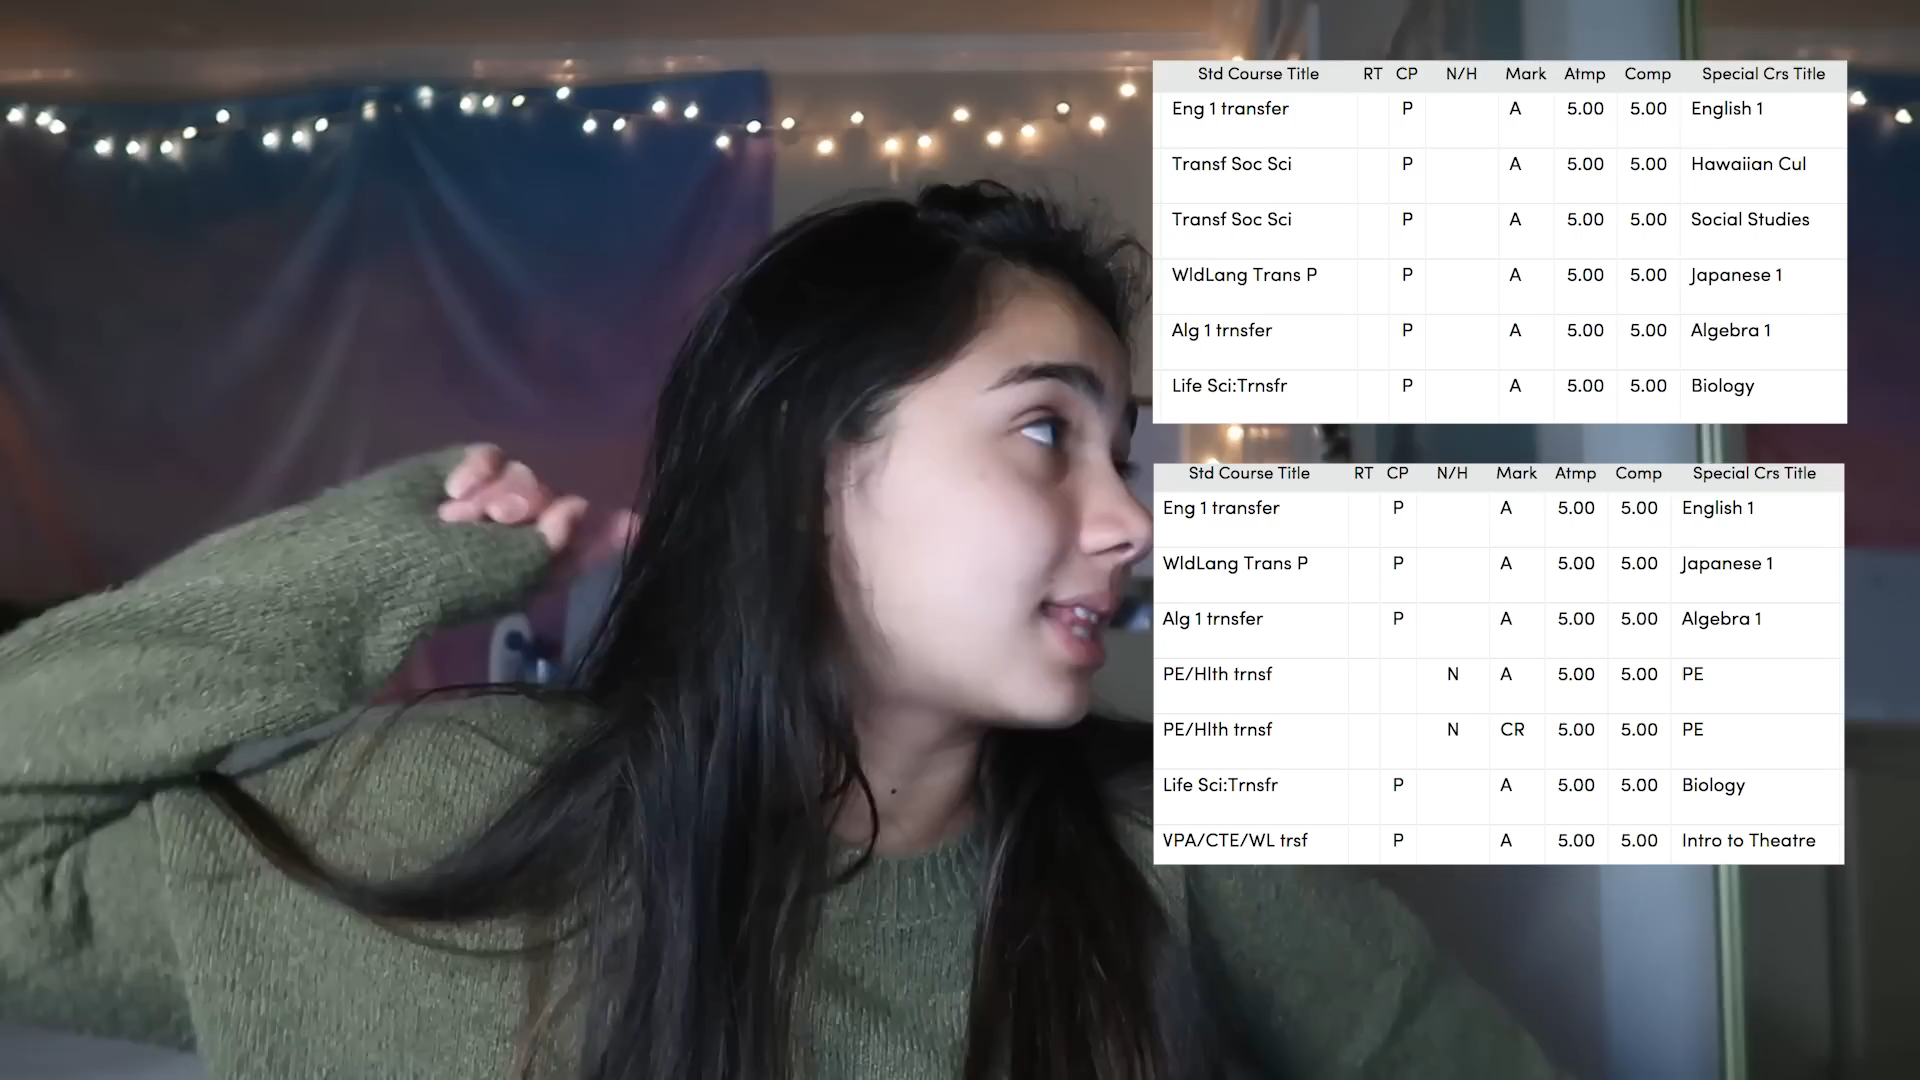 Std Course Title RT CP N/H Mark Atmp Comp Special Crs Title
Eng 1 transfer P A 5.00 5.00 English 1
Transf Soc Sci P A 5.00 5.00 Hawaiian Cul
Transf Soc Sci P A 5.00 5.00 Social Studies
WldLang Trans P P A 5.00 5.00 Japanese 1
Alg 1 trnsfer P A 5.00 5.00 Algebra 1
Life Sci:Trnsfr P A 5.00 5.00 Biology
Std Course Title RT CP N/H Mark Atmp Comp Special Crs Title
Eng 1 transfer P A 5.00 5.00 English 1
WldLang Trans P P A 5.00 5.00 Japanese 1
Alg 1 trnsfer P A 5.00 5.00 Algebra 1
PE/Hlth trnsf N A 5.00 5.00 PE
PE/Hlth trnsf N CR 5.00 5.00 PE
Life Sci:Trnsfr P A 5.00 5.00 Biology
VPA/CTE/WL trsf P A 5.00 5.00 Intro to Theatre